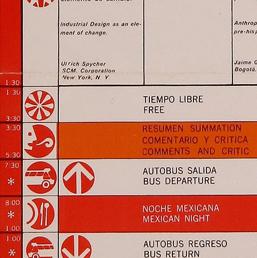 Industrial Design as an ele-
ment of change.
Anthrop
pre-his
Ulrich Spycher
SCM. Corporation
New York, N. Y
Jaime
Bogotá.
1 30
1:30
TIEMPO LIBRE
FREE
3:30
3:30
RESUMEN SUMMATION
COMENTARIO Y CRITICA
COMMENTS AND CRITIC
5:30
7:30
*
AUTOBUS SALIDA
BUS DEPARTURE
8:00
*
NOCHE MEXICANA
MEXICAN NIGHT
1:00
1:00
*
AUTOBUS REGRESO
BUS RETURN